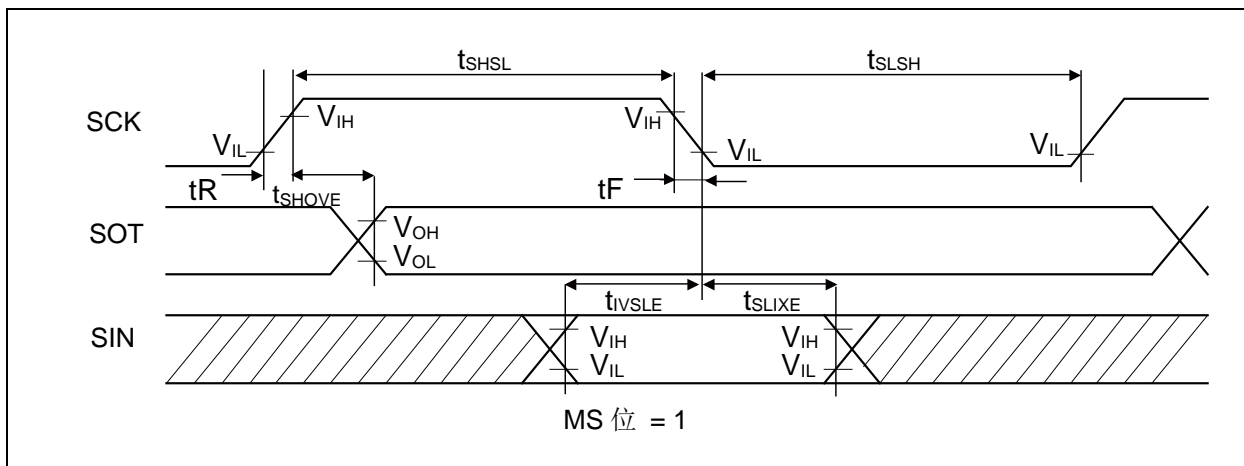 tSHSL tSLSH
SCK VIL VIH VIH VIL VIL
tR tSHOVE tF
SOT VOH
VOL
tIVSLE tSLIXE
SIN VIH VIH
VIL VIL
MS 位 = 1